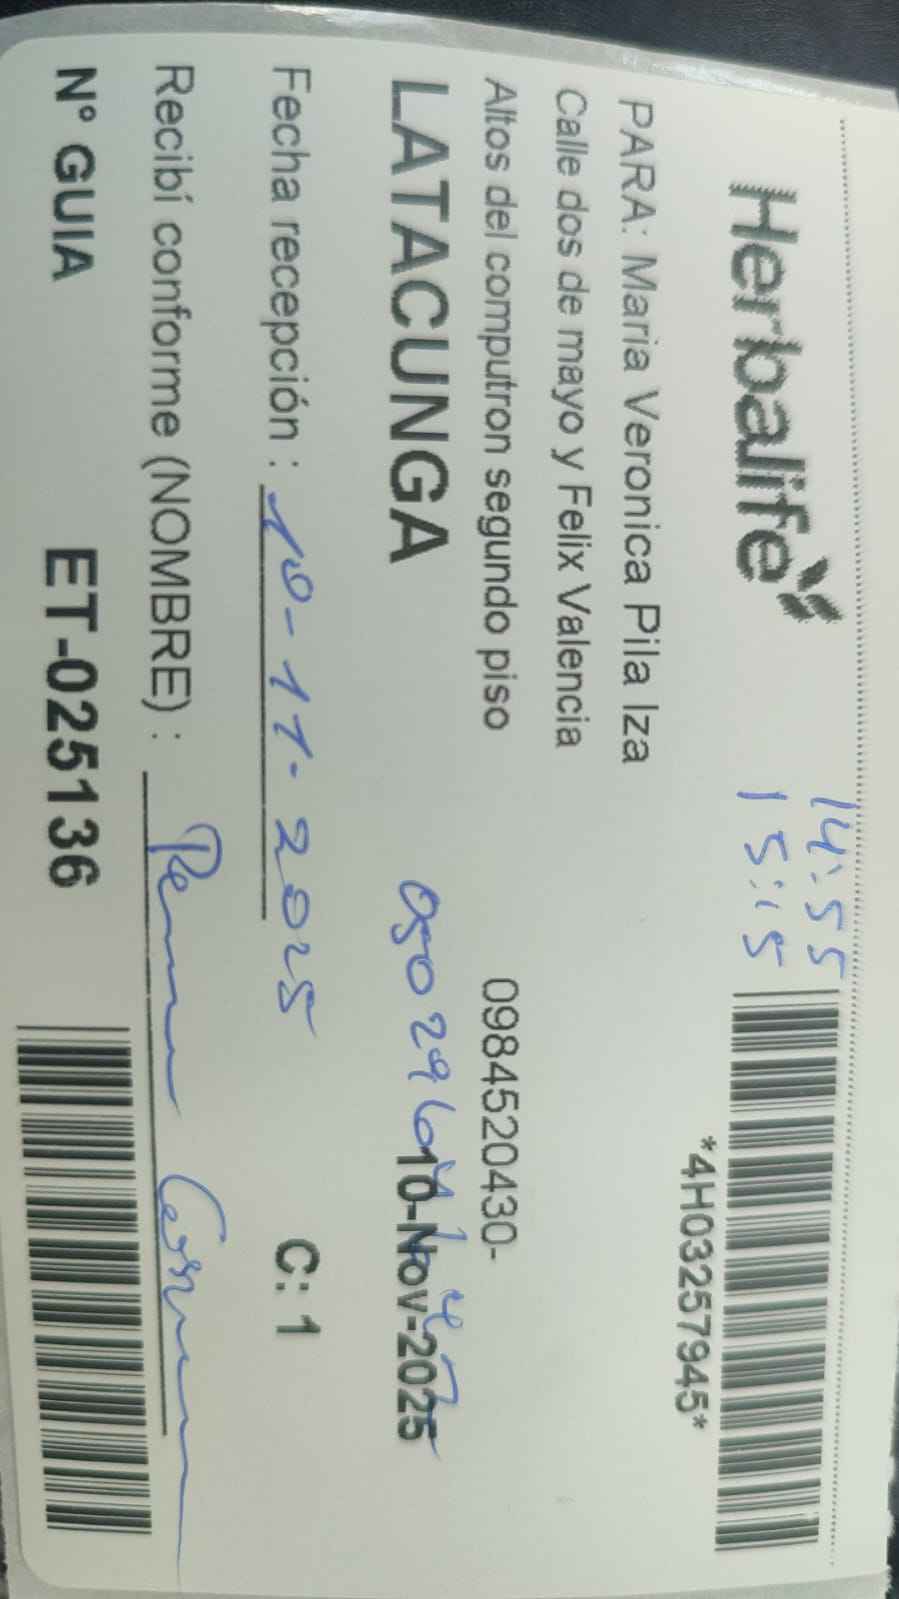 14:55
15:15
Herbalife
*4H03257945*
PARA: Maria Veronica Pila Iza
Calle dos de mayo y Felix Valencia
Altos del computron segundo piso 0984520430-
LATACUNGA 10-Nov-2025
Fecha recepción : 10-11-2025 C: 1
Recibí conforme (NOMBRE) :
N° GUIA ET-025136